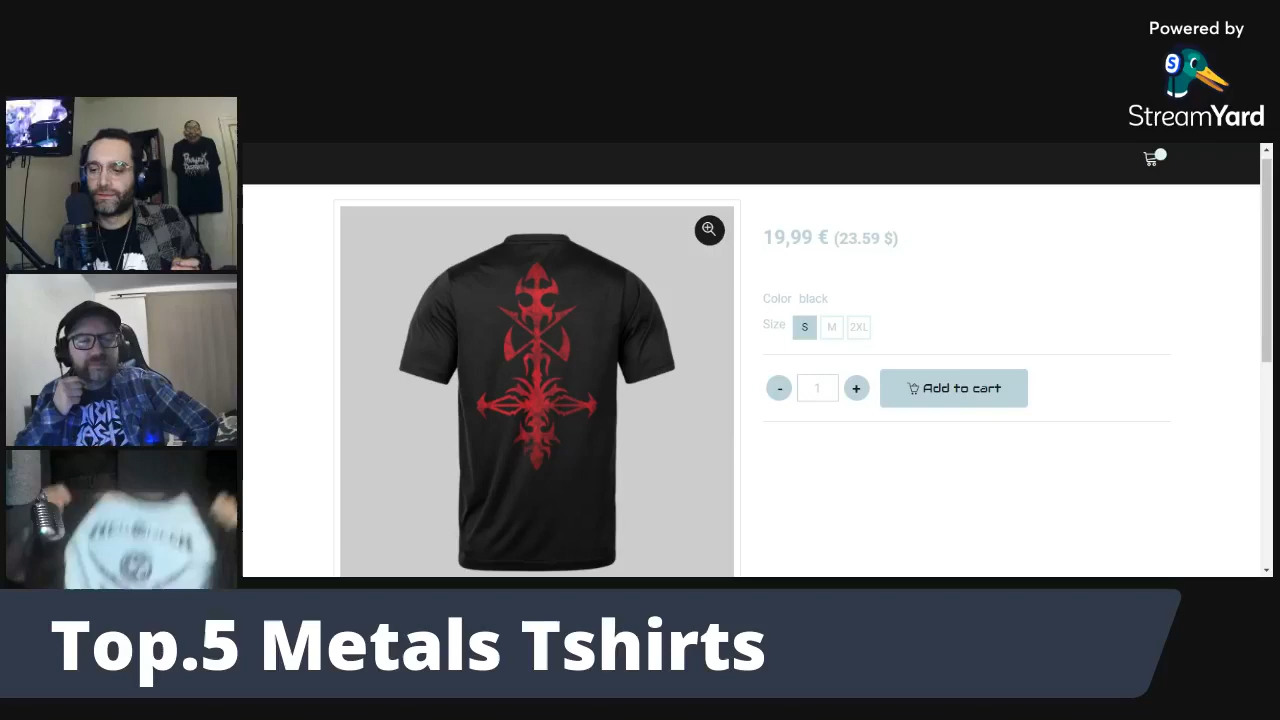 Powered by
S
StreamYard
19,99 € (23.59 $)
Color black
Size S M 2XL
- 1 + Add to cart
Top.5 Metals Tshirts